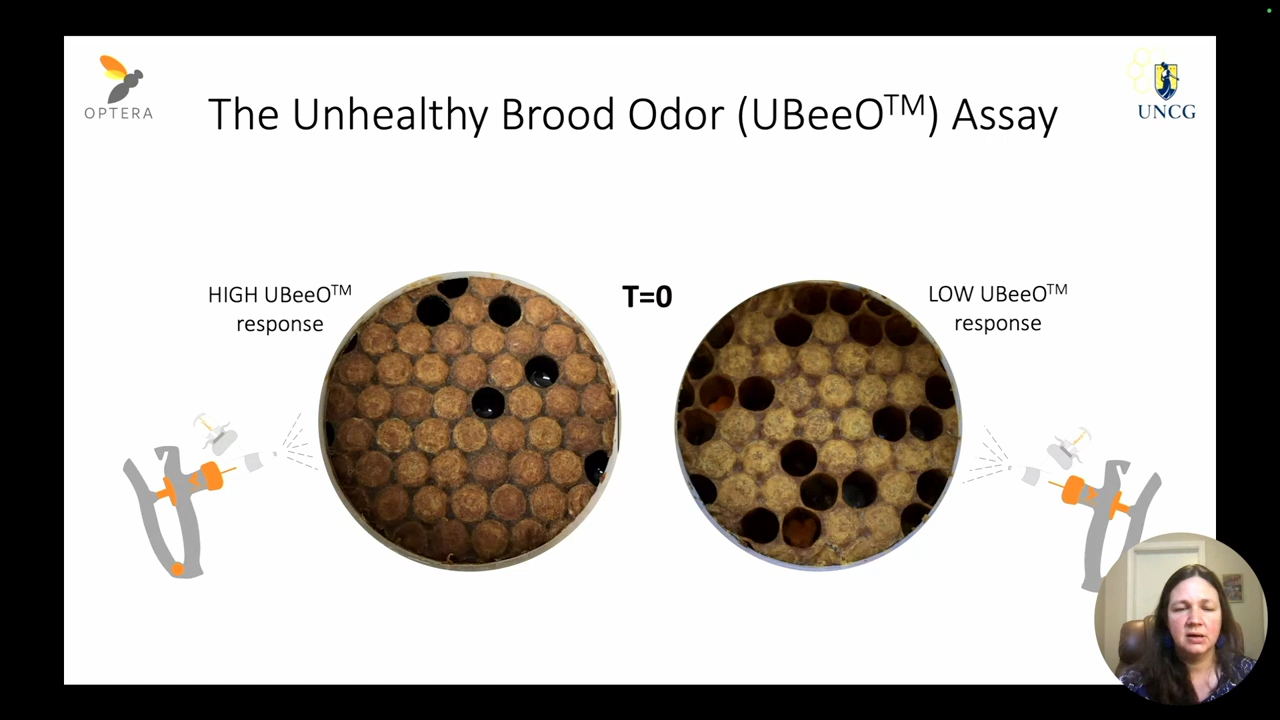 OPTERA
The Unhealthy Brood Odor (UBeeO™) Assay
UNCG
HIGH UBeeO™
response
T=0
LOW UBeeO™
response